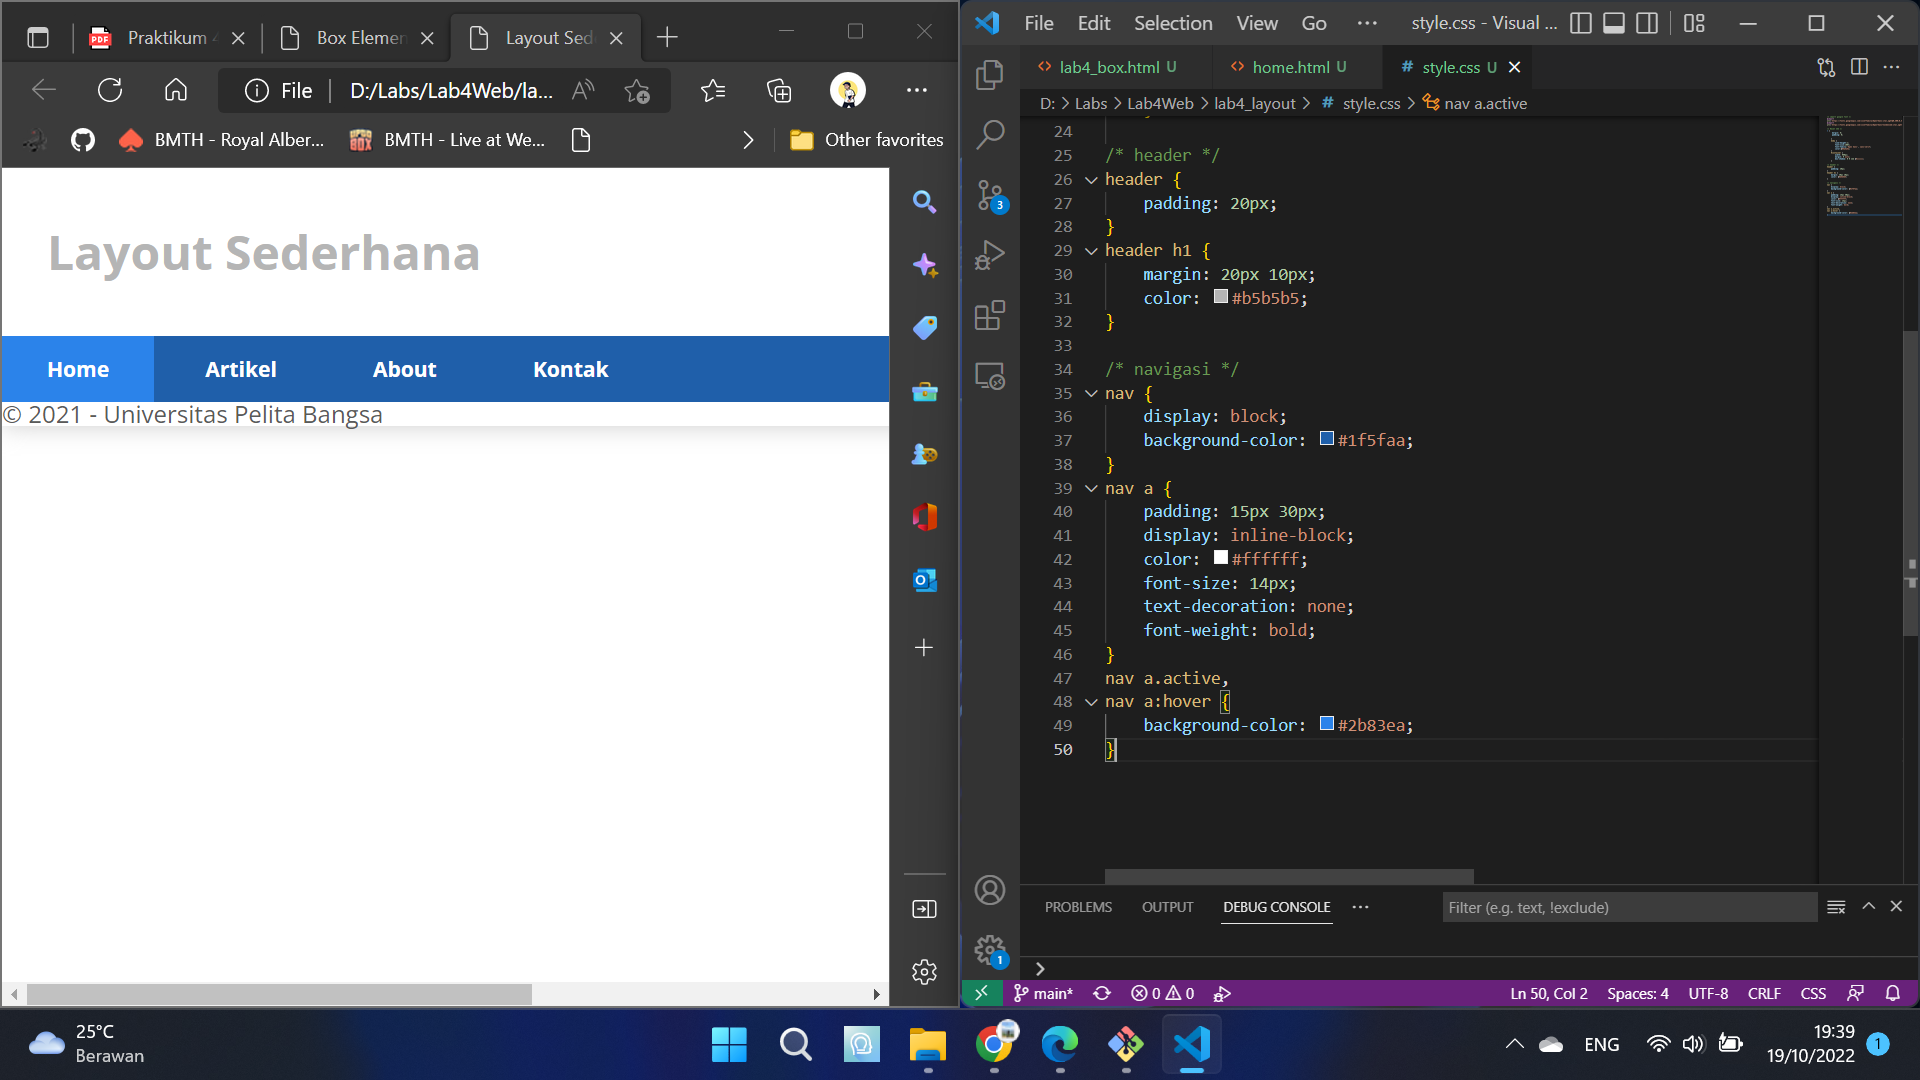 Praktikum 4
Box Elemen
Layout Sed
File
D:/Labs/Lab4Web/la...
BMTH - Royal Alber...
BMTH - Live at We...
Other favorites
Layout Sederhana
Home
Artikel
About
Kontak
© 2021 - Universitas Pelita Bangsa
File Edit Selection View Go ···
style.css - Visual ...
lab4_box.html U
home.html U
# style.css U
D: > Labs > Lab4Web > lab4_layout > # style.css > nav a.active
24
25 /* header */
26 header {
27 padding: 20px;
28 }
29 header h1 {
30 margin: 20px 10px;
31 color: #b5b5b5;
32 }
33
34 /* navigasi */
35 nav {
36 display: block;
37 background-color: #1f5faa;
38 }
39 nav a {
40 padding: 15px 30px;
41 display: inline-block;
42 color: #ffffff;
43 font-size: 14px;
44 text-decoration: none;
45 font-weight: bold;
46 }
47 nav a.active,
48 nav a:hover {
49 background-color: #2b83ea;
50 }
3
1
PROBLEMS OUTPUT DEBUG CONSOLE ···
Filter (e.g. text, !exclude)
main* 0 0
Ln 50, Col 2 Spaces: 4 UTF-8 CRLF CSS
25°C
Berawan
ENG
19:39
19/10/2022
1